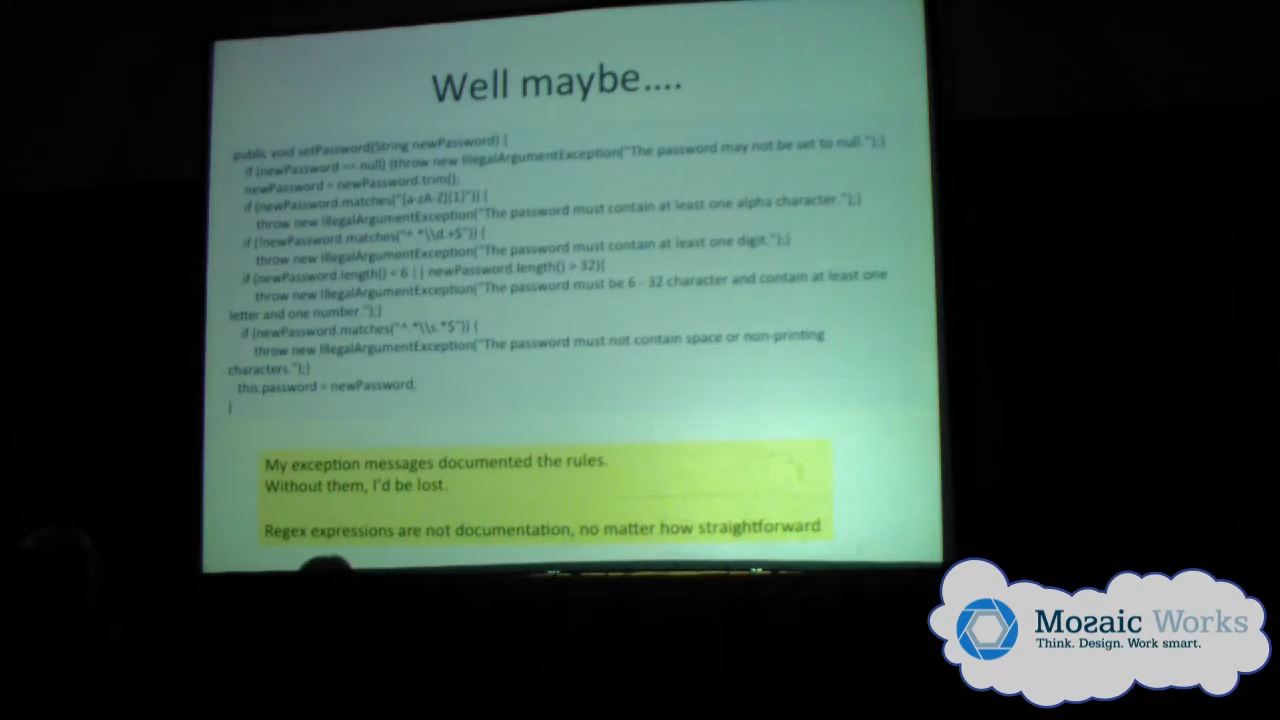 Well maybe....
public void setPassword(String newPassword) {
if (newPassword == null) {throw new IllegalArgumentException("The password may not be set to null.");}
newPassword = newPassword.trim();
if (newPassword.matches("[a-zA-Z]{1}")) {
throw new IllegalArgumentException("The password must contain at least one alpha character.");}
if (!newPassword.matches("^.*\\d.+$")) {
throw new IllegalArgumentException("The password must contain at least one digit.");}
if (newPassword.length() < 6 || newPassword.length() > 32){
throw new IllegalArgumentException("The password must be 6 - 32 character and contain at least one
letter and one number.");}
if (newPassword.matches("^.*\\s.*$")) {
throw new IllegalArgumentException("The password must not contain space or non-printing
characters.");}
this.password = newPassword;
}
My exception messages documented the rules.
Without them, I'd be lost.
Regex expressions are not documentation, no matter how straightforward
Mozaic Works
Think. Design. Work smart.